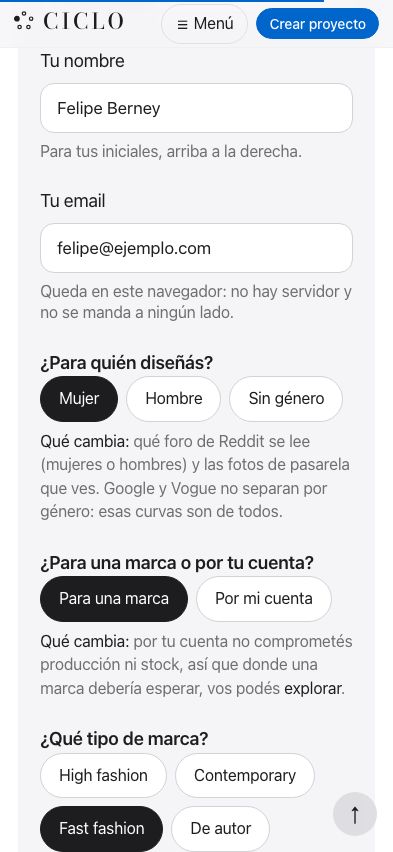 CICLO
☰ Menú
Crear proyecto
Tu nombre
Felipe Berney
Para tus iniciales, arriba a la derecha.
Tu email
felipe@ejemplo.com
Queda en este navegador: no hay servidor y
no se manda a ningún lado.
¿Para quién diseñás?
Mujer
Hombre
Sin género
Qué cambia: qué foro de Reddit se lee
(mujeres o hombres) y las fotos de pasarela
que ves. Google y Vogue no separan por
género: esas curvas son de todos.
¿Para una marca o por tu cuenta?
Para una marca
Por mi cuenta
Qué cambia: por tu cuenta no comprometés
producción ni stock, así que donde una
marca debería esperar, vos podés explorar.
¿Qué tipo de marca?
High fashion
Contemporary
Fast fashion
De autor
↑